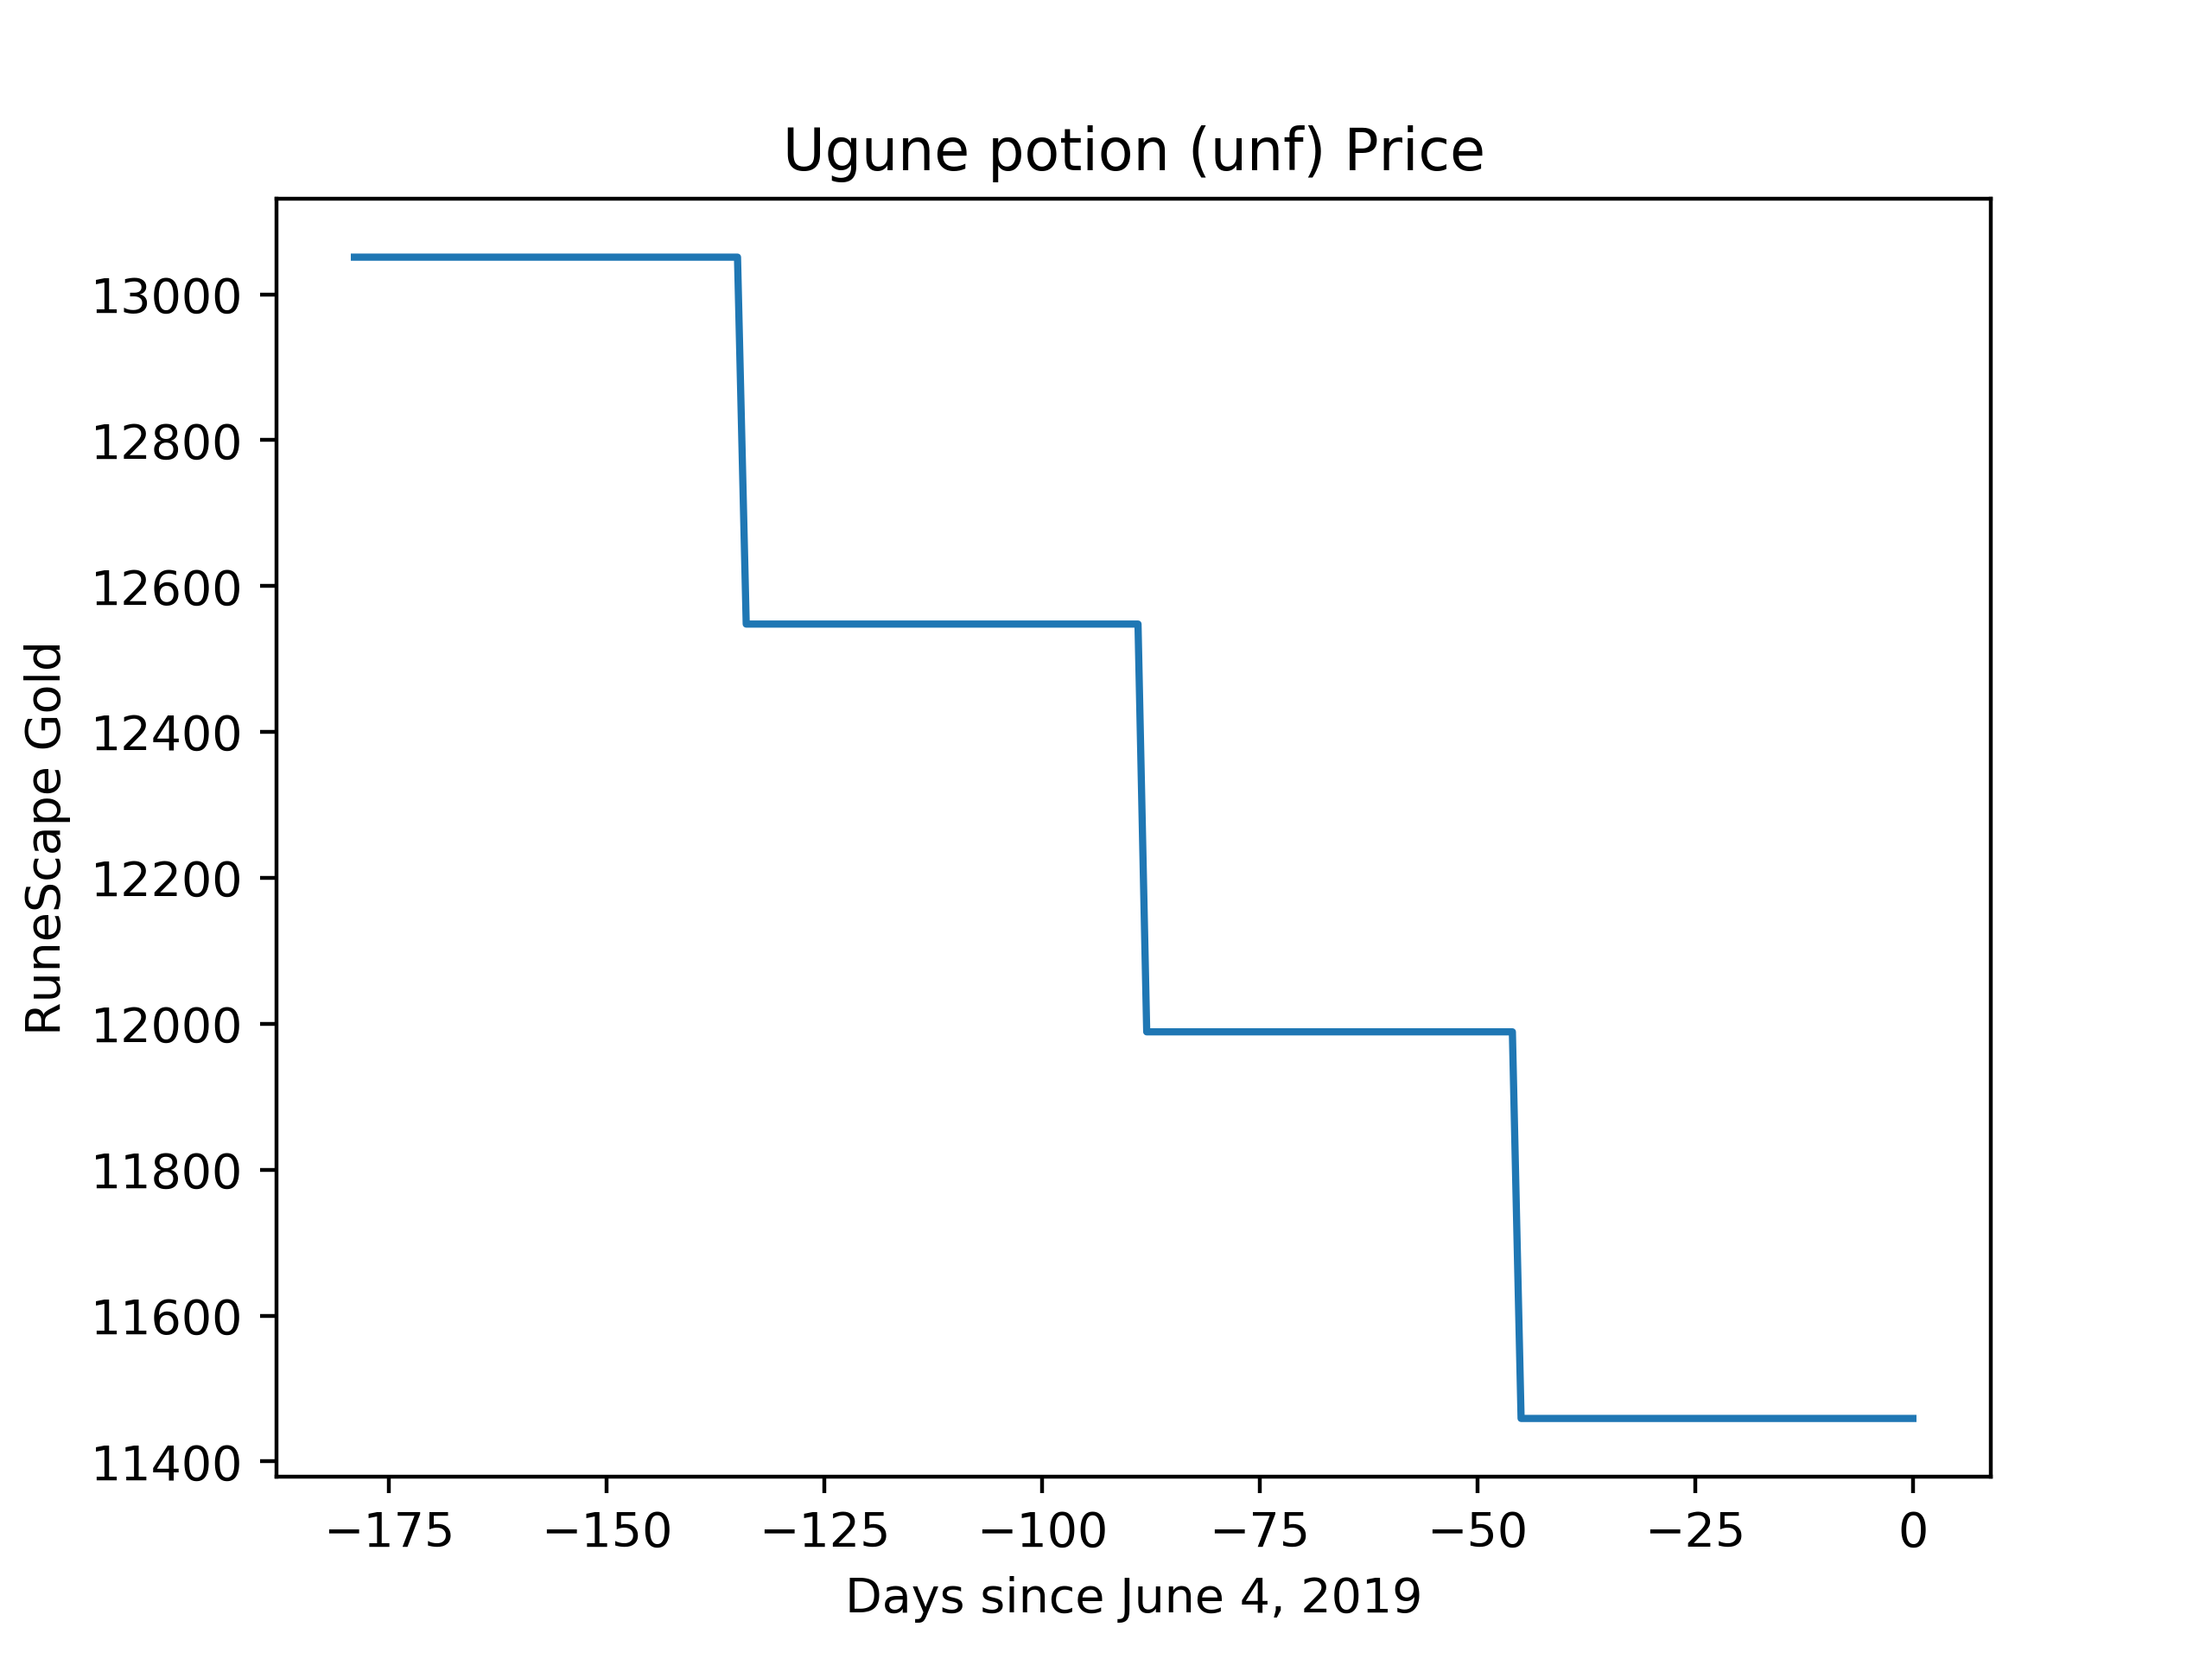 Ugune potion (unf) Price
RuneScape Gold
13000
12800
12600
12400
12200
12000
11800
11600
11400
−175 −150 −125 −100 −75 −50 −25 0
Days since June 4, 2019